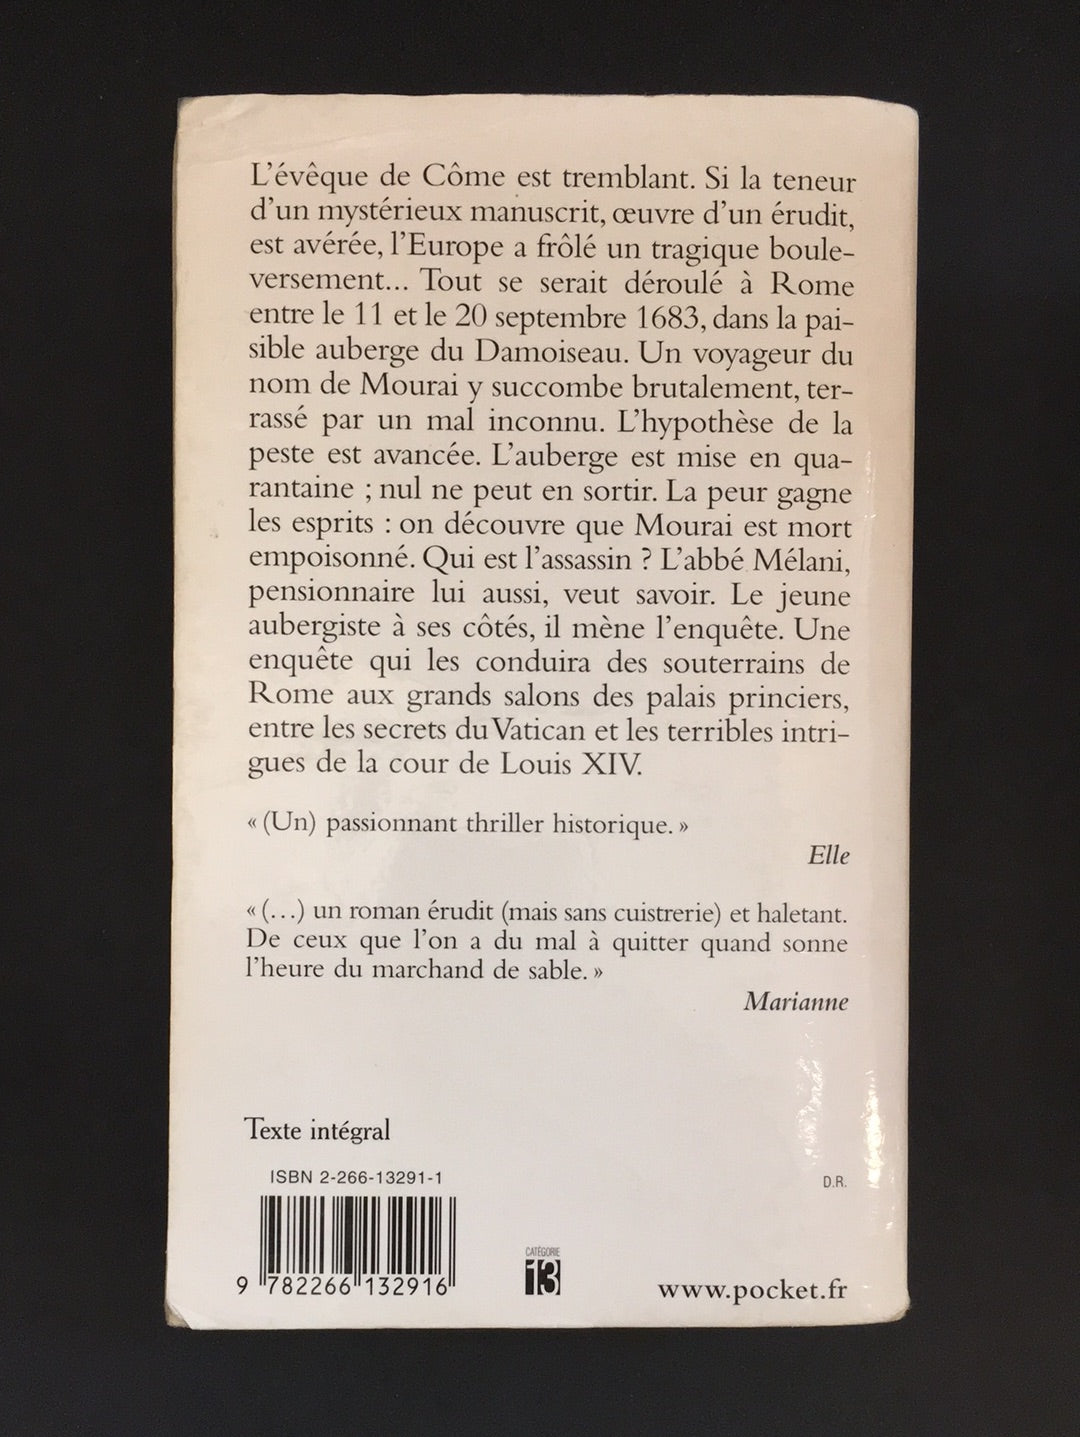 L'évêque de Côme est tremblant. Si la teneur
d'un mystérieux manuscrit, œuvre d'un érudit,
est avérée, l'Europe a frôlé un tragique boule-
versement... Tout se serait déroulé à Rome
entre le 11 et le 20 septembre 1683, dans la pai-
sible auberge du Damoiseau. Un voyageur du
nom de Mourai y succombe brutalement, ter-
rassé par un mal inconnu. L'hypothèse de la
peste est avancée. L'auberge est mise en qua-
rantaine ; nul ne peut en sortir. La peur gagne
les esprits : on découvre que Mourai est mort
empoisonné. Qui est l'assassin ? L'abbé Mélani,
pensionnaire lui aussi, veut savoir. Le jeune
aubergiste à ses côtés, il mène l'enquête. Une
enquête qui les conduira des souterrains de
Rome aux grands salons des palais princiers,
entre les secrets du Vatican et les terribles intri-
gues de la cour de Louis XIV.
« (Un) passionnant thriller historique. »
Elle
« (...) un roman érudit (mais sans cuistrerie) et haletant.
De ceux que l'on a du mal à quitter quand sonne
l'heure du marchand de sable. »
Marianne
Texte intégral
ISBN 2-266-13291-1
D.R.
9 782266 132916
CATÉGORIE
13
www.pocket.fr